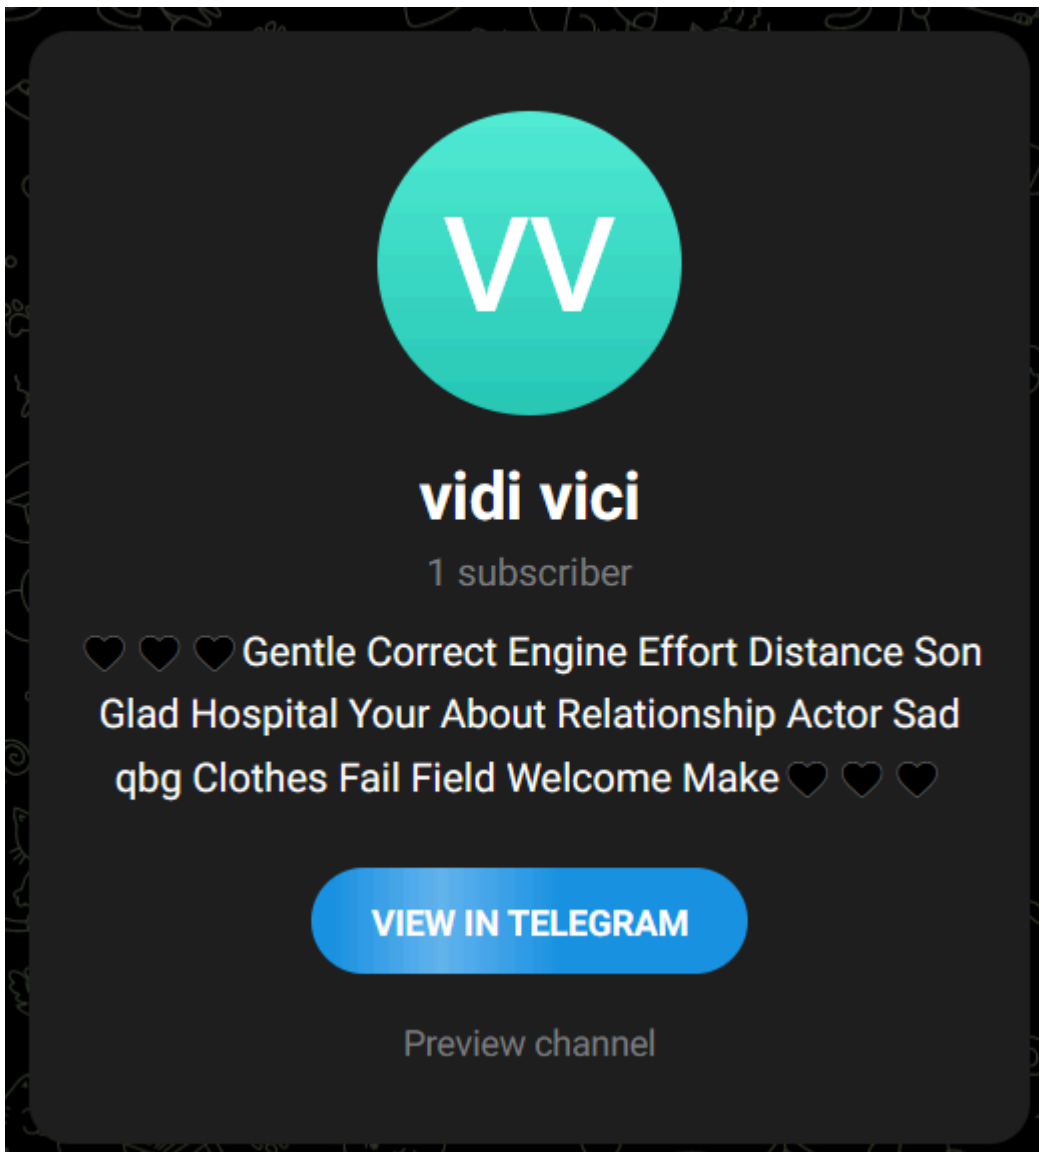 VV
vidi vici
1 subscriber
🖤 🖤 🖤Gentle Correct Engine Effort Distance Son
Glad Hospital Your About Relationship Actor Sad
qbg Clothes Fail Field Welcome Make🖤 🖤 🖤
VIEW IN TELEGRAM
Preview channel